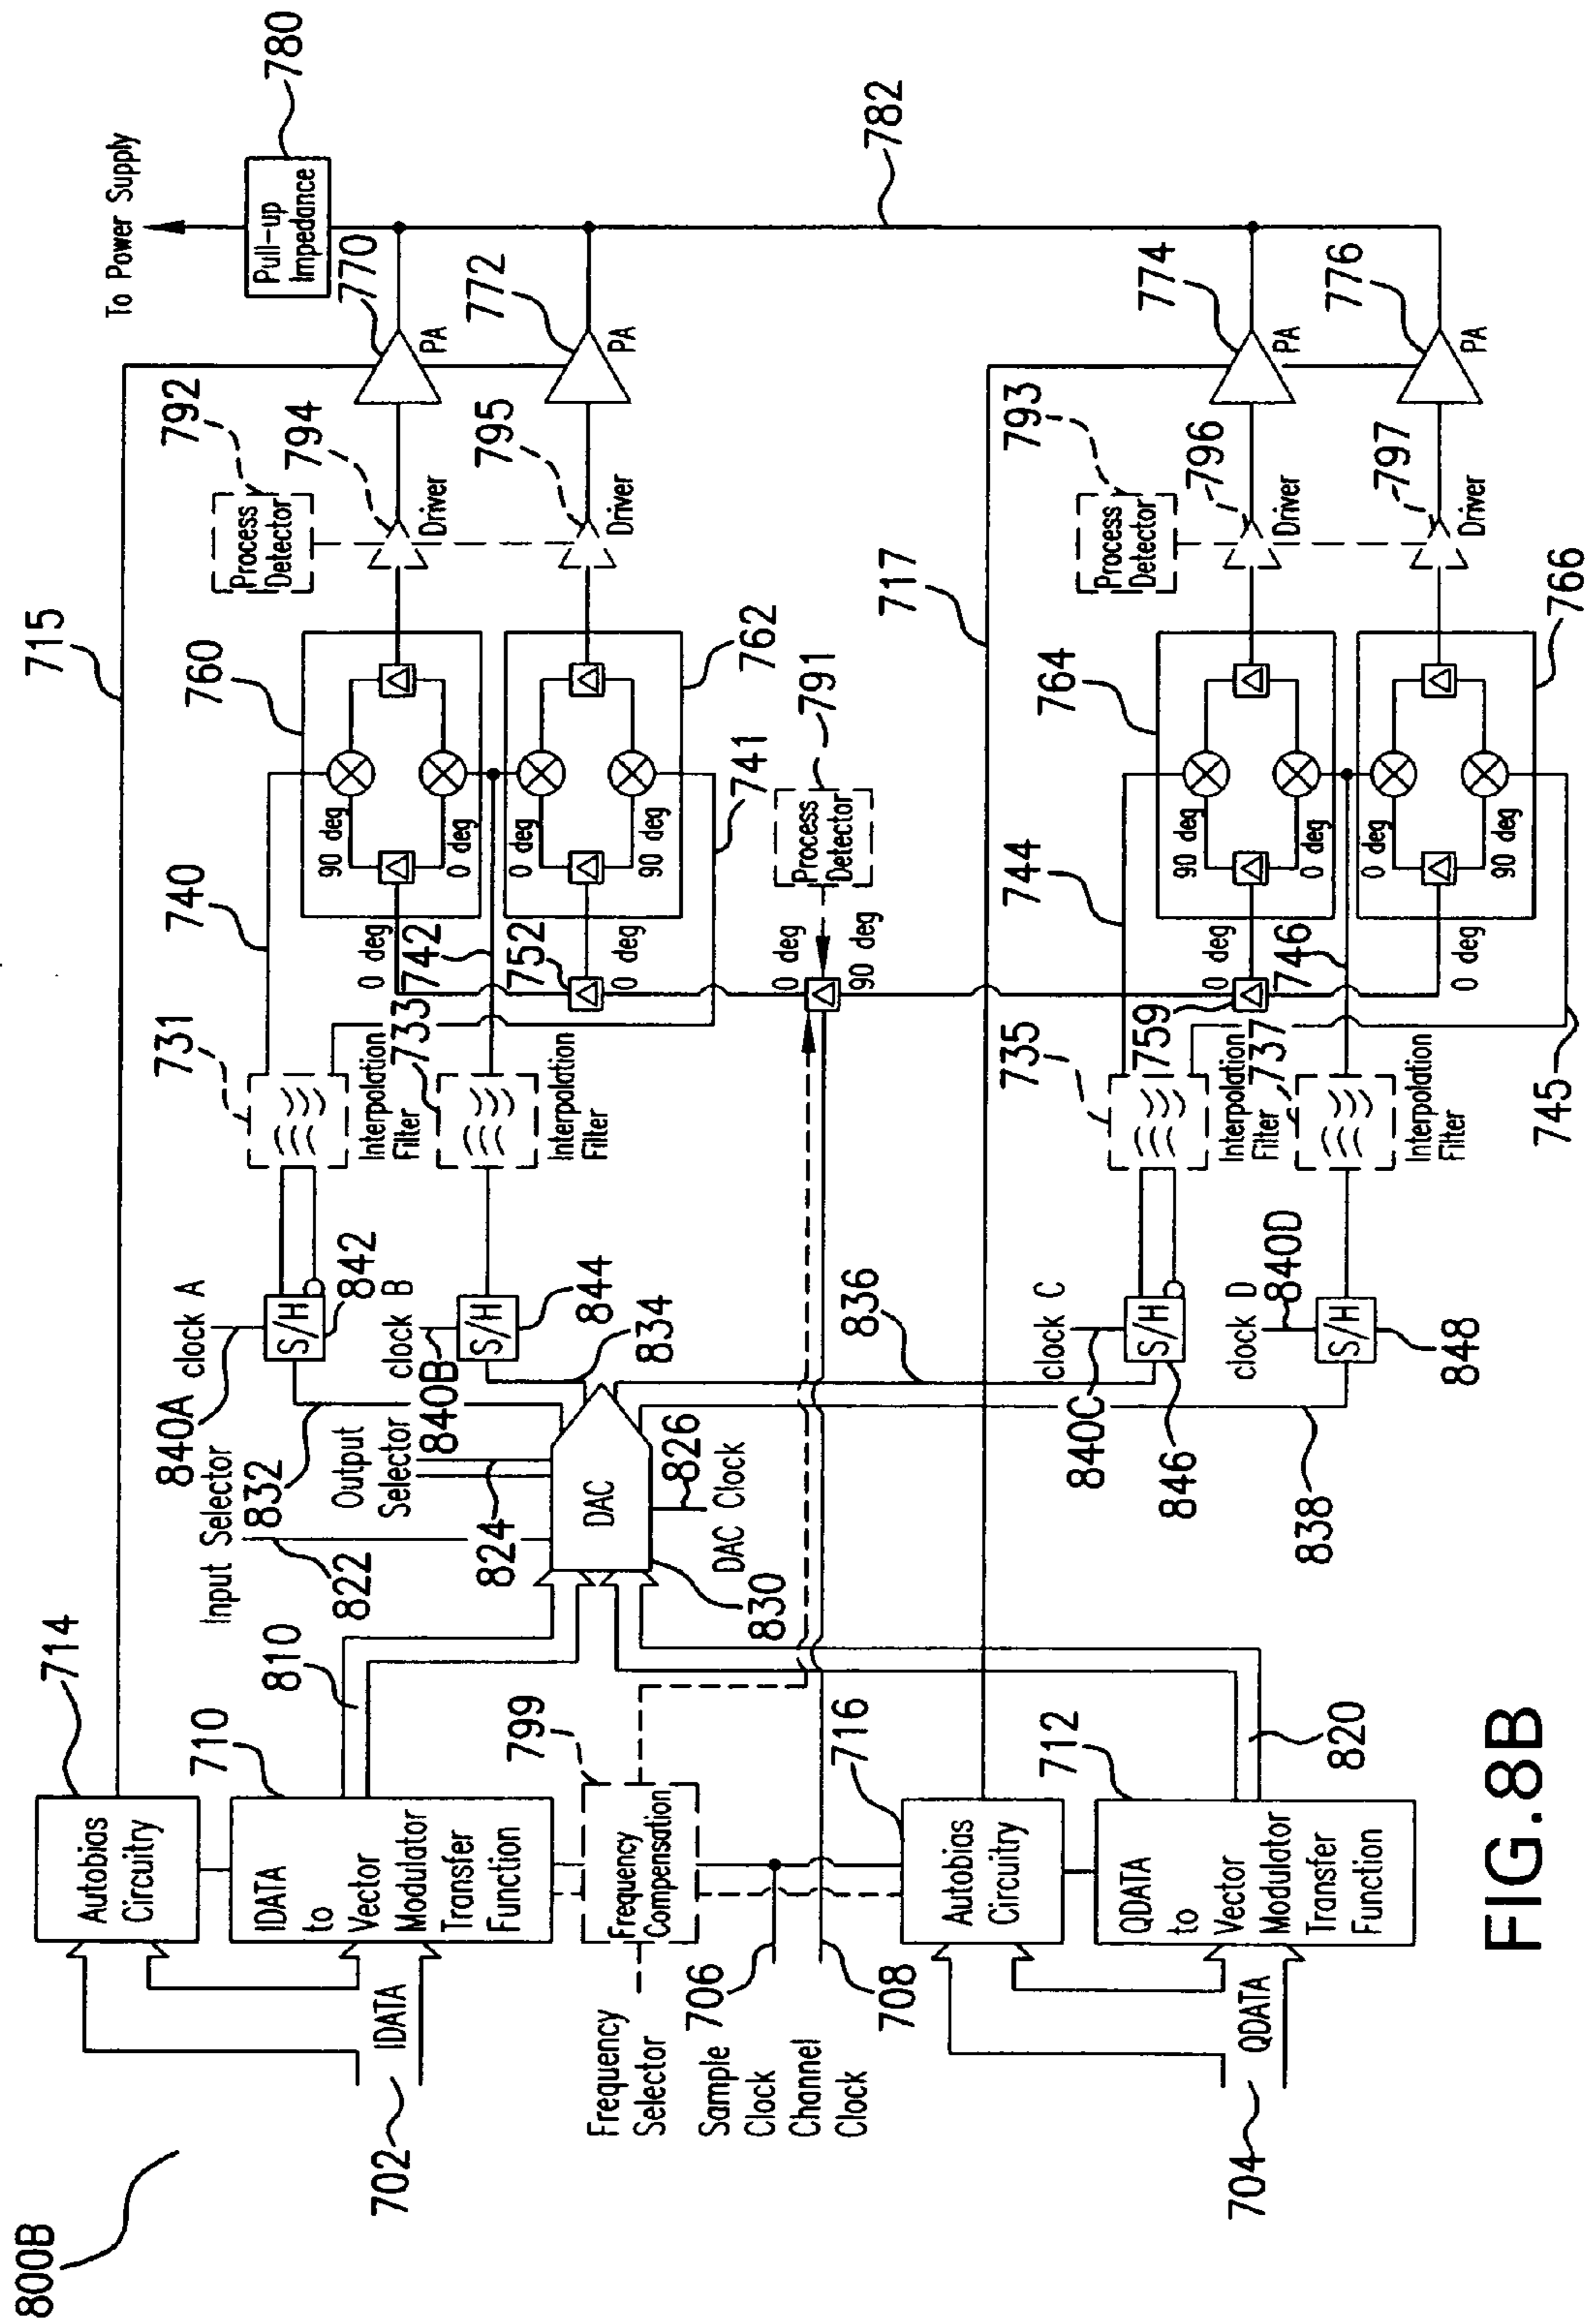 800B
702
IDATA
714
Autobias
Circuitry
715
710
IDATA
to
Vector
Modulator
Transfer
Function
810
Input Selector
822
Output
Selector
824
DAC
830
826
DAC Clock
832
834
836
838
840A
clock A
S/H
842
840B
clock B
S/H
844
731
Interpolation
Filter
733
Interpolation
Filter
740
742
741
0 deg
752
0 deg
760
90 deg
0 deg
762
0 deg
90 deg
792
Process
Detector
794
Driver
795
Driver
770
PA
772
PA
780
Pull-up
Impedance
To Power Supply
782
Frequency
Selector
799
Frequency
Compensation
706
Sample
Clock
708
Channel
Clock
791
Process
Detector
0 deg
90 deg
704
QDATA
716
Autobias
Circuitry
717
712
QDATA
to
Vector
Modulator
Transfer
Function
820
840C
clock C
S/H
846
840D
clock D
S/H
848
735
Interpolation
Filter
737
Interpolation
Filter
744
746
745
759
0 deg
0 deg
764
90 deg
0 deg
766
0 deg
90 deg
793
Process
Detector
796
Driver
797
Driver
774
PA
776
PA
FIG.8B